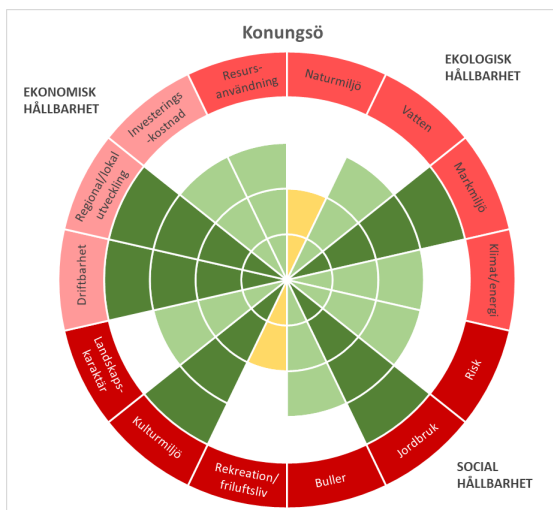 Konungsö
EKONOMISK
HÅLLBARHET
EKOLOGISK
HÅLLBARHET
Resurs-
användning
Naturmiljö
Vatten
Markmiljö
Klimat/energi
Risk
Jordbruk
Buller
Rekreation/
friluftsliv
Kulturmiljö
Landskaps-
karaktär
Driftbarhet
Regional/lokal
utveckling
Investerings
-kostnad
SOCIAL
HÅLLBARHET